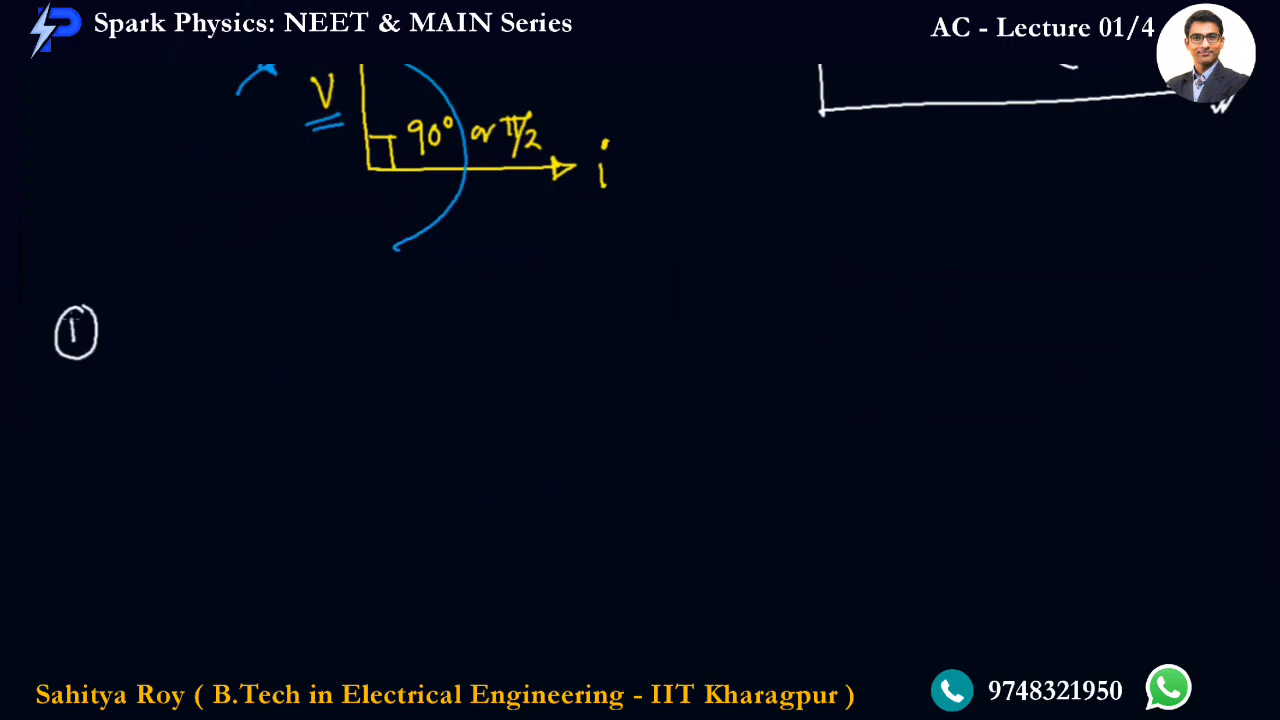 Spark Physics: NEET & MAIN Series
AC - Lecture 01/4
V
90° or π/2
i
w
1
Sahitya Roy ( B.Tech in Electrical Engineering - IIT Kharagpur )
9748321950